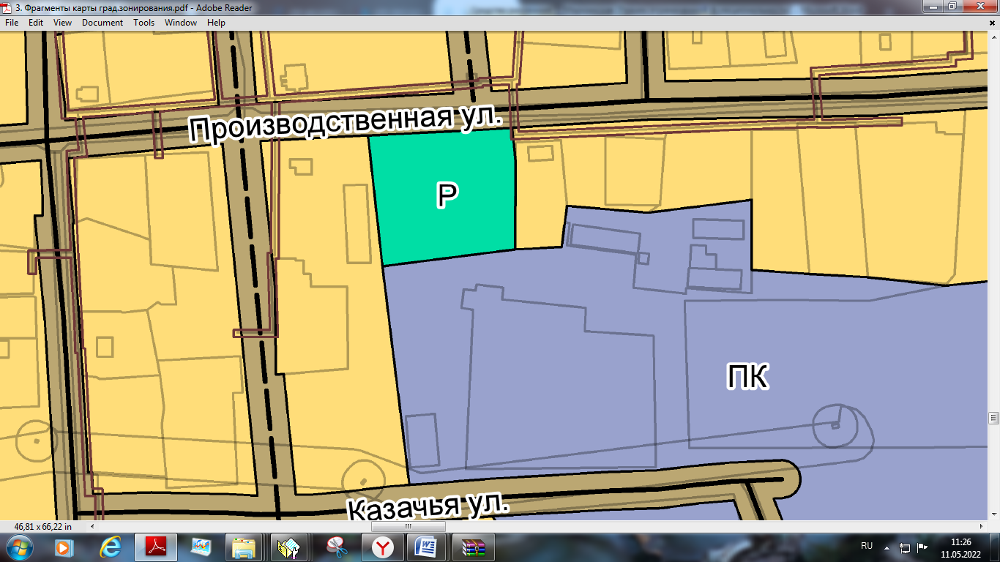 3. Фрагменты карты град.зонирования.pdf - Adobe Reader
File Edit View Document Tools Window Help
Производственная ул.
Р
ПК
Казачья ул.
46,81 x 66,22 in
RU
11:26
11.05.2022